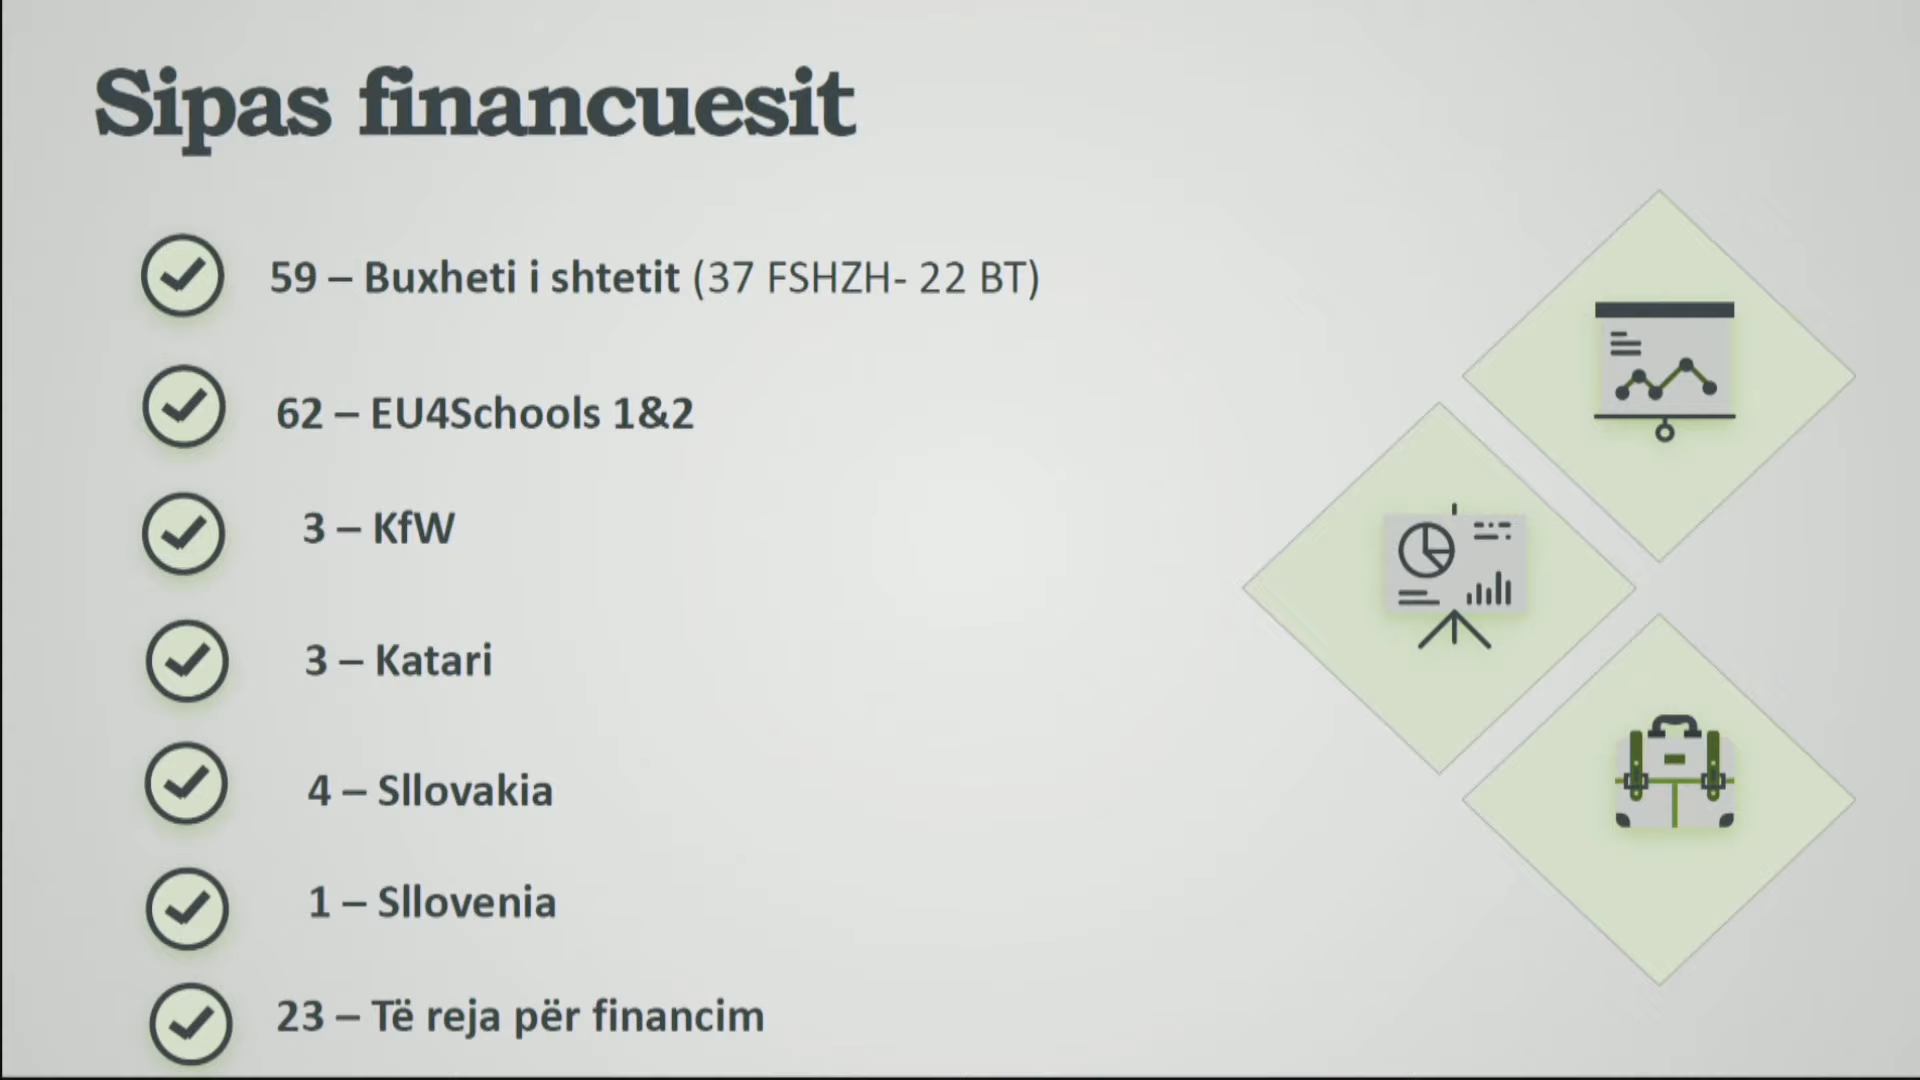 Sipas financuesit
59 – Buxheti i shtetit (37 FSHZH- 22 BT)
62 – EU4Schools 1&2
3 – KfW
3 – Katari
4 – Sllovakia
1 – Sllovenia
23 – Të reja për financim